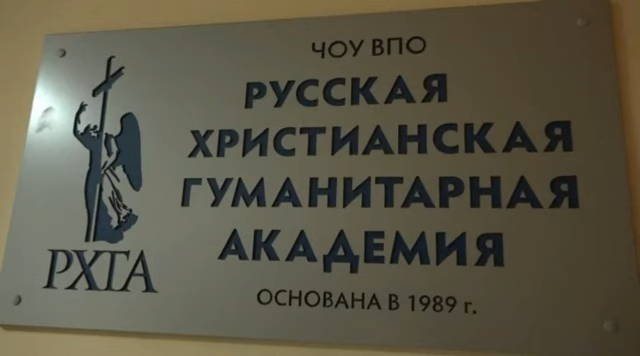 ЧОУ ВПО
РУССКАЯ
ХРИСТИАНСКАЯ
ГУМАНИТАРНАЯ
АКАДЕМИЯ
ОСНОВАНА В 1989 г.
РХГА